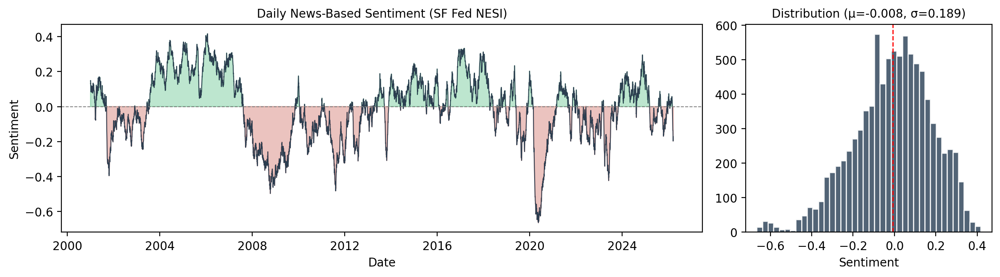 Daily News-Based Sentiment (SF Fed NESI)
Sentiment
0.4
0.2
0.0
−0.2
−0.4
−0.6
2000 2004 2008 2012 2016 2020 2024
Date
Distribution (μ=-0.008, σ=0.189)
600
500
400
300
200
100
0
−0.6 −0.4 −0.2 0.0 0.2 0.4
Sentiment